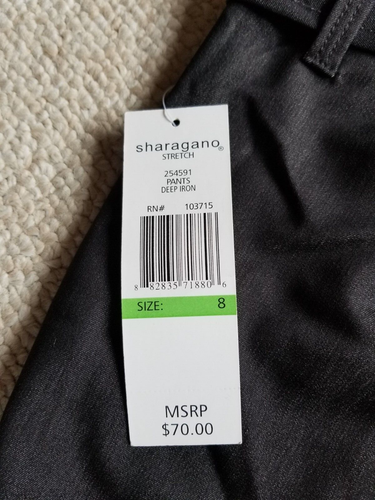 sharagano®
STRETCH
254591
PANTS
DEEP IRON
RN# 103715
8 82835 71880 6
SIZE: 8
MSRP
$70.00